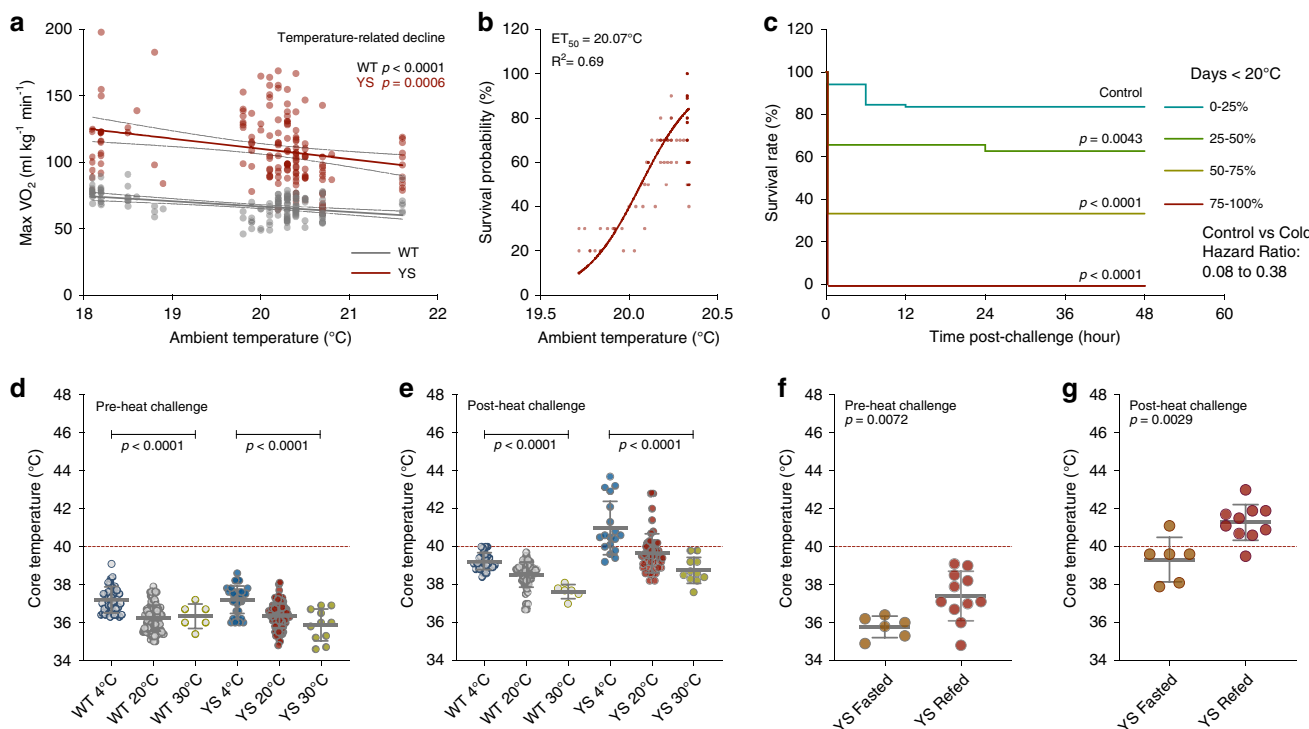 a
200
150
100
50
0
Max VO2 (ml kg-1 min-1)
Temperature-related decline
WT p < 0.0001
YS p = 0.0006
WT
YS
18
19
20
21
22
Ambient temperature (°C)
b
ET50 = 20.07°C
R2= 0.69
120
100
80
60
40
20
0
Survival probability (%)
19.5
20.0
20.5
Ambient temperature (°C)
c
120
100
80
60
40
20
0
Survival rate (%)
Control
p = 0.0043
p < 0.0001
p < 0.0001
0
12
24
36
48
60
Time post-challenge (hour)
Days < 20°C
0-25%
25-50%
50-75%
75-100%
Control vs Cold
Hazard Ratio:
0.08 to 0.38
d
48
46
44
42
40
38
36
34
Core temperature (°C)
Pre-heat challenge
p < 0.0001
p < 0.0001
WT 4°C
WT 20°C
WT 30°C
YS 4°C
YS 20°C
YS 30°C
e
48
46
44
42
40
38
36
34
Core temperature (°C)
Post-heat challenge
p < 0.0001
p < 0.0001
WT 4°C
WT 20°C
WT 30°C
YS 4°C
YS 20°C
YS 30°C
f
48
46
44
42
40
38
36
34
Core temperature (°C)
Pre-heat challenge
p = 0.0072
YS Fasted
YS Refed
g
48
46
44
42
40
38
36
34
Core temperature (°C)
Post-heat challenge
p = 0.0029
YS Fasted
YS Refed